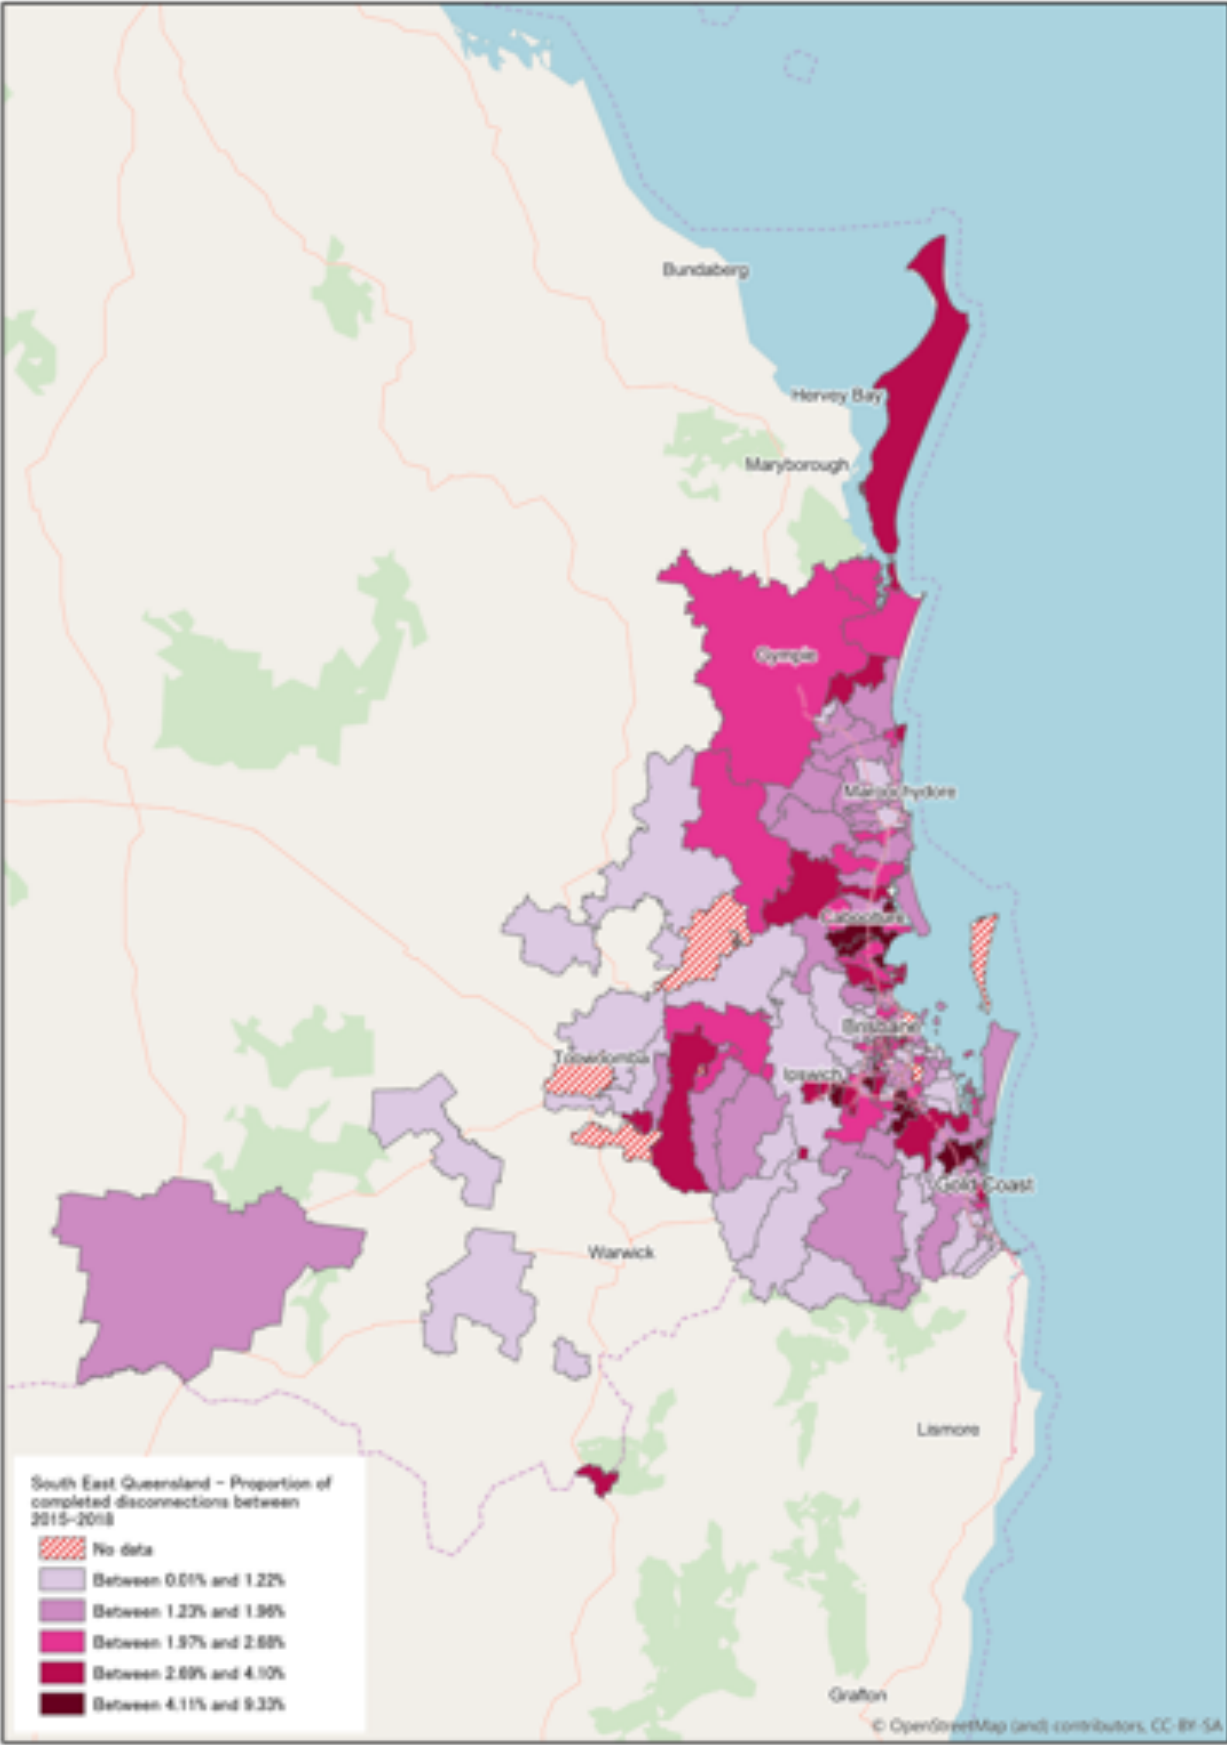 Bundaberg
Hervey Bay
Maryborough
Gympie
Maroochydore
Caboolture
Brisbane
Toowoomba
Ipswich
Gold Coast
Warwick
Lismore
South East Queensland - Proportion of
completed disconnections between
2015-2018
No data
Between 0.01% and 1.22%
Between 1.23% and 1.96%
Between 1.97% and 2.68%
Between 2.69% and 4.10%
Between 4.11% and 9.33%
Grafton
© OpenStreetMap (and) contributors, CC-BY-SA